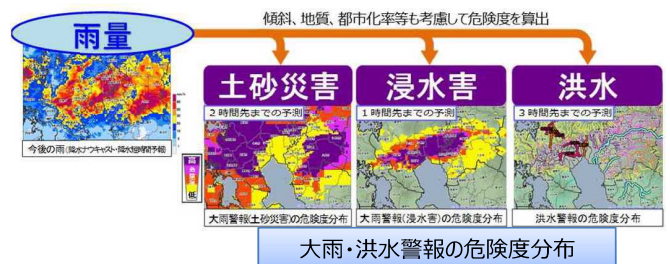 傾斜、地質、都市化率等も考慮して危険度を算出
雨量
土砂災害
浸水害
洪水
2時間先までの予測
1時間先までの予測
3時間先までの予測
今後の雨(降水ナウキャスト・降水短時間予報)
高
危険度
低
大雨警報(土砂災害)の危険度分布
大雨警報(浸水害)の危険度分布
洪水警報の危険度分布
大雨・洪水警報の危険度分布